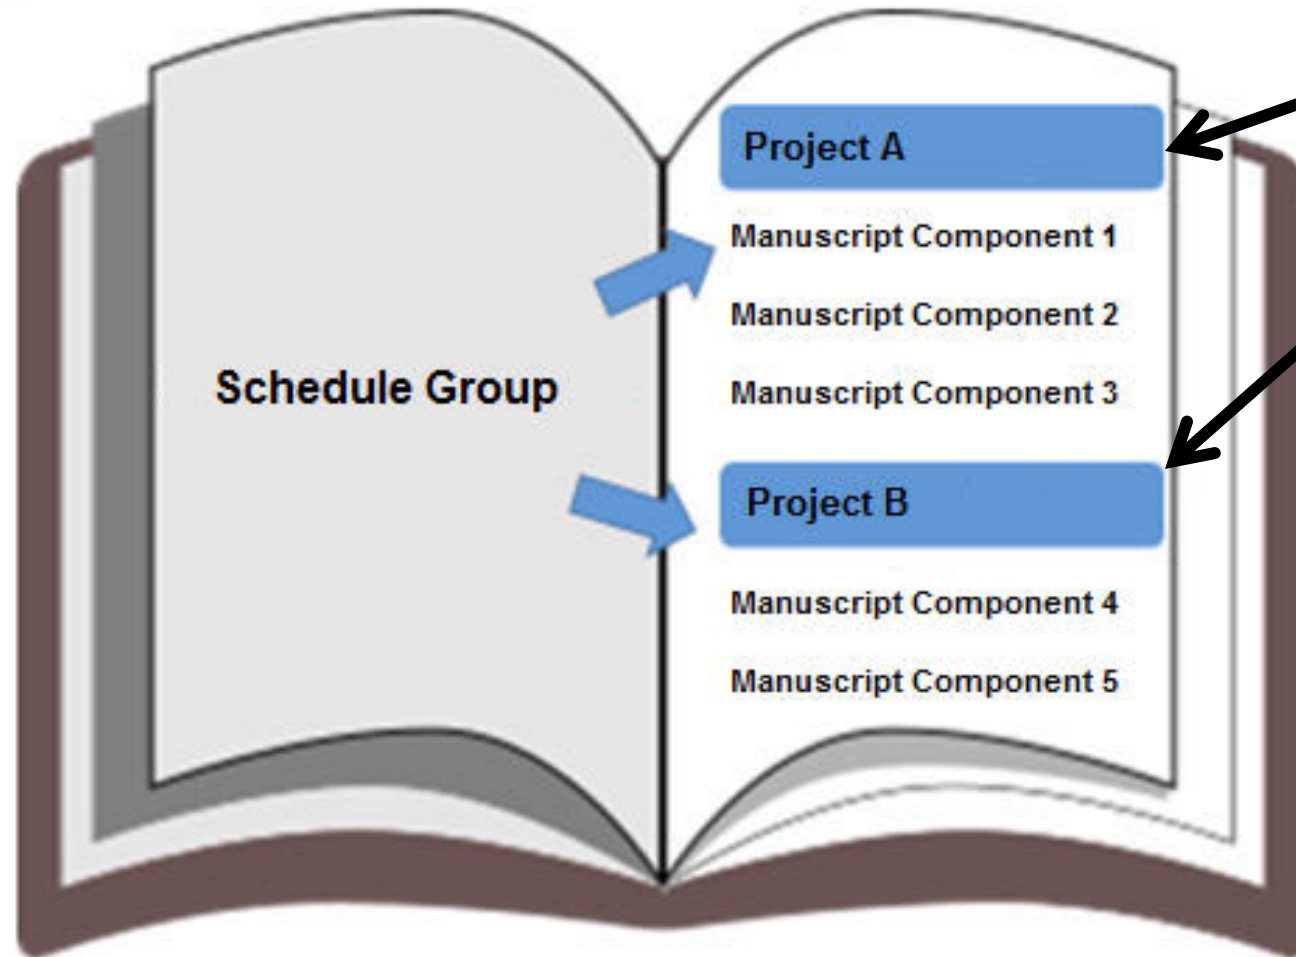 Schedule Group
Project A
Manuscript Component 1
Manuscript Component 2
Manuscript Component 3
Project B
Manuscript Component 4
Manuscript Component 5